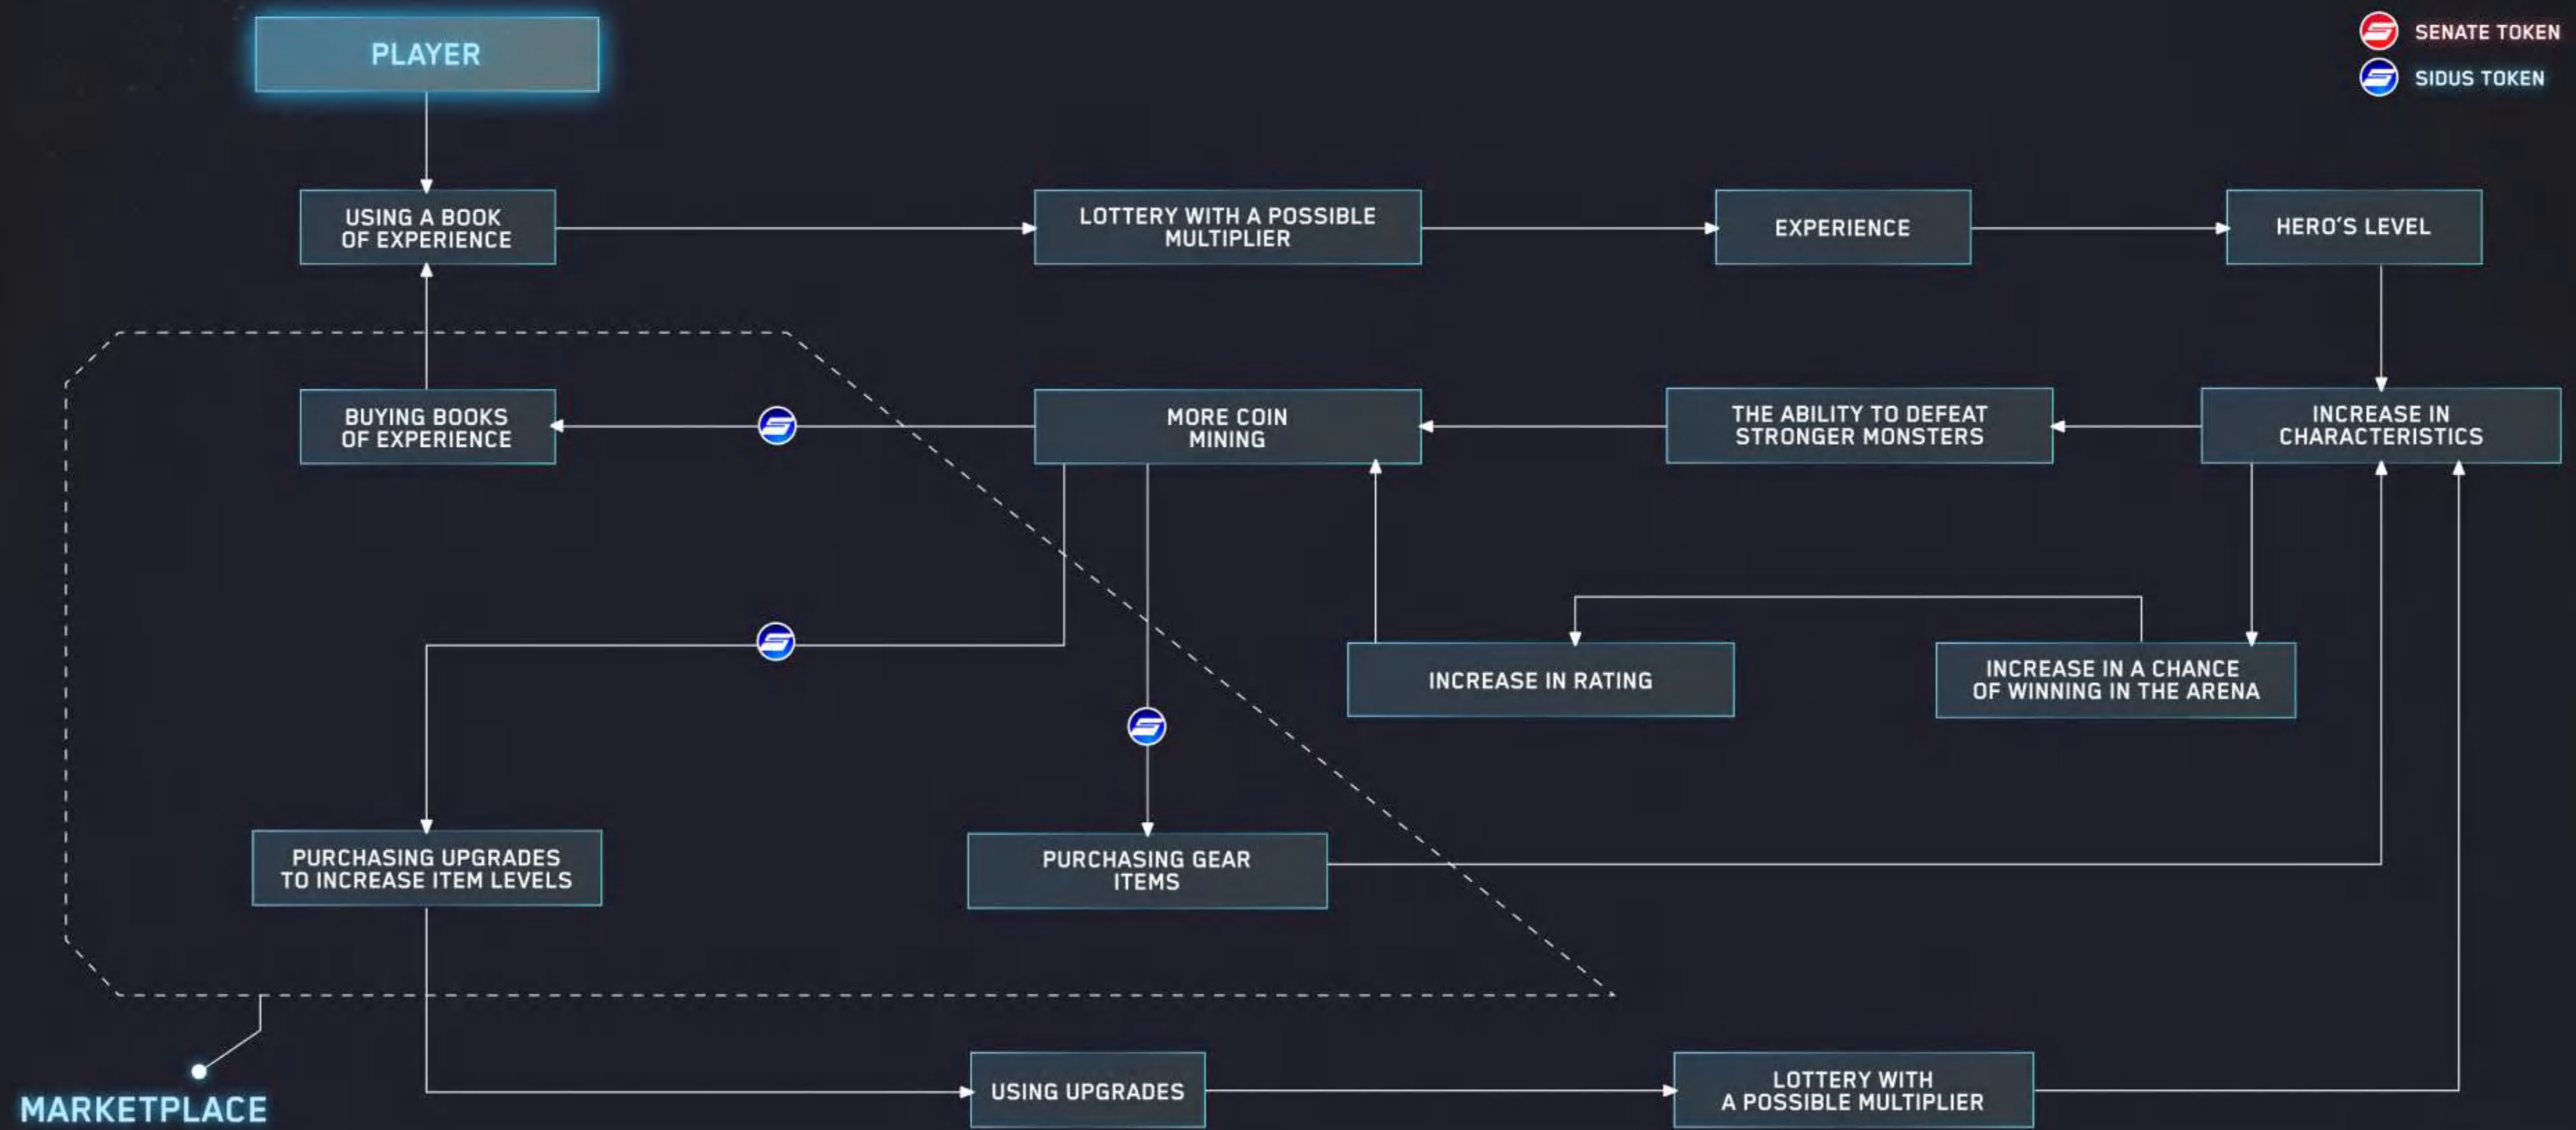 PLAYER
SENATE TOKEN
SIDUS TOKEN
USING A BOOK
OF EXPERIENCE
LOTTERY WITH A POSSIBLE
MULTIPLIER
EXPERIENCE
HERO'S LEVEL
BUYING BOOKS
OF EXPERIENCE
MORE COIN
MINING
THE ABILITY TO DEFEAT
STRONGER MONSTERS
INCREASE IN
CHARACTERISTICS
INCREASE IN RATING
INCREASE IN A CHANCE
OF WINNING IN THE ARENA
PURCHASING UPGRADES
TO INCREASE ITEM LEVELS
PURCHASING GEAR
ITEMS
MARKETPLACE
USING UPGRADES
LOTTERY WITH
A POSSIBLE MULTIPLIER